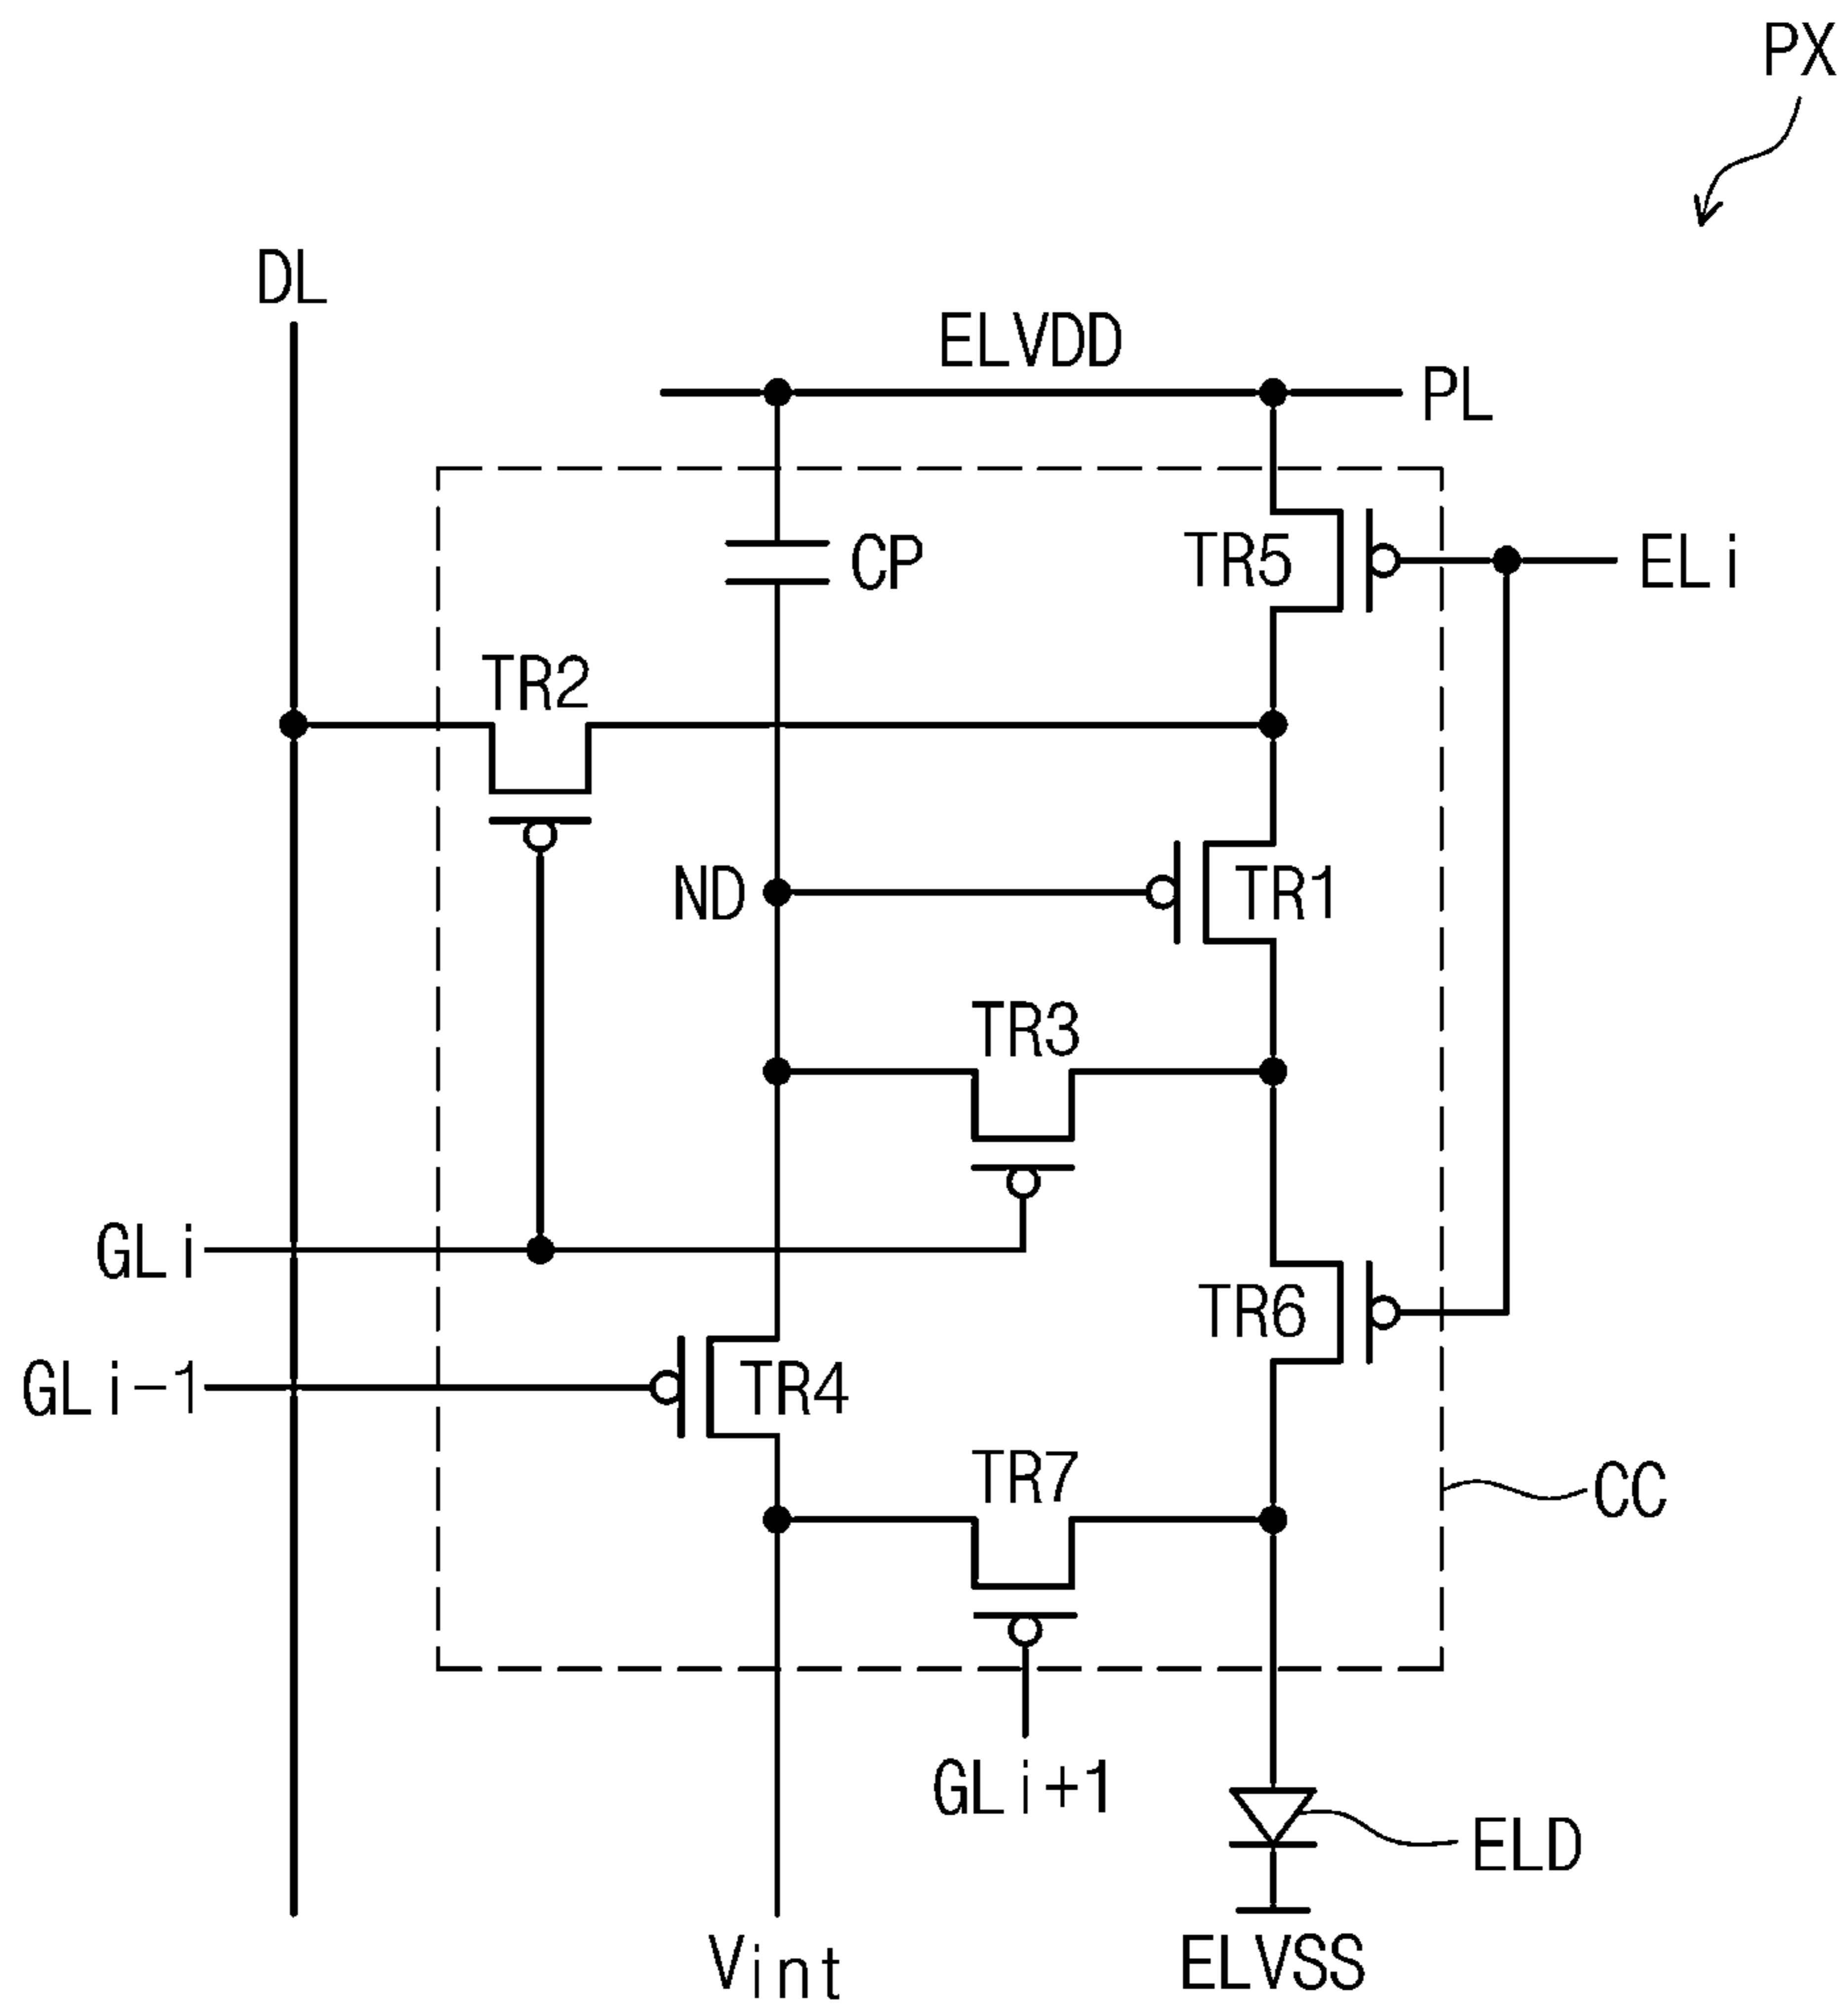 PX
DL
ELVDD
PL
TR5
CP
ELi
TR2
ND
TR1
TR3
GLi
TR6
GLi-1
TR4
TR7
CC
GLi+1
ELD
Vint
ELVSS